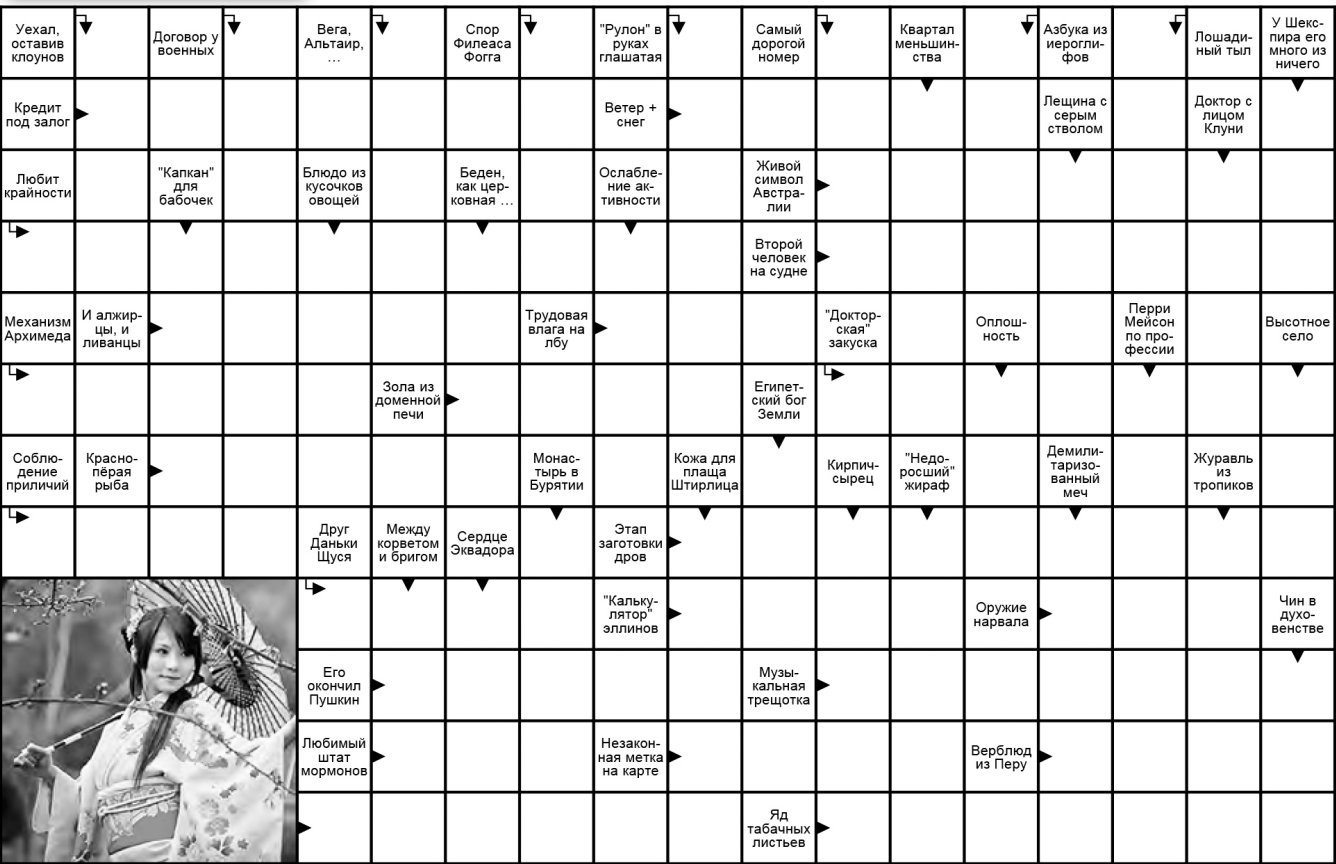 Уехал,
оставив
клоунов
Договор у
военных
Вега,
Альтаир,
…
Спор
Филеаса
Фогга
"Рулон" в
руках
глашатая
Самый
дорогой
номер
Квартал
меньшин-
ства
Азбука из
иерогли-
фов
Лошади-
ный тыл
У Шекс-
пира его
много из
ничего
Кредит
под залог
Ветер +
снег
Лещина с
серым
стволом
Доктор с
лицом
Клуни
Любит
крайности
"Капкан"
для
бабочек
Блюдо из
кусочков
овощей
Беден,
как цер-
ковная …
Ослабле-
ние ак-
тивности
Живой
символ
Австра-
лии
Второй
человек
на судне
Механизм
Архимеда
И алжир-
цы, и
ливанцы
Трудовая
влага на
лбу
"Доктор-
ская"
закуска
Оплош-
ность
Перри
Мейсон
по про-
фессии
Высотное
село
Зола из
доменной
печи
Египет-
ский бог
Земли
Соблю-
дение
приличий
Красно-
пёрая
рыба
Монас-
тырь в
Бурятии
Кожа для
плаща
Штирлица
Кирпич-
сырец
"Недо-
росший"
жираф
Демили-
таризо-
ванный
меч
Журавль
из
тропиков
Друг
Даньки
Щуся
Между
корветом
и бригом
Сердце
Эквадора
Этап
заготовки
дров
"Кальку-
лятор"
эллинов
Оружие
нарвала
Чин в
духо-
венстве
Его
окончил
Пушкин
Музы-
кальная
трещотка
Любимый
штат
мормонов
Незакон-
ная метка
на карте
Верблюд
из Перу
Яд
табачных
листьев